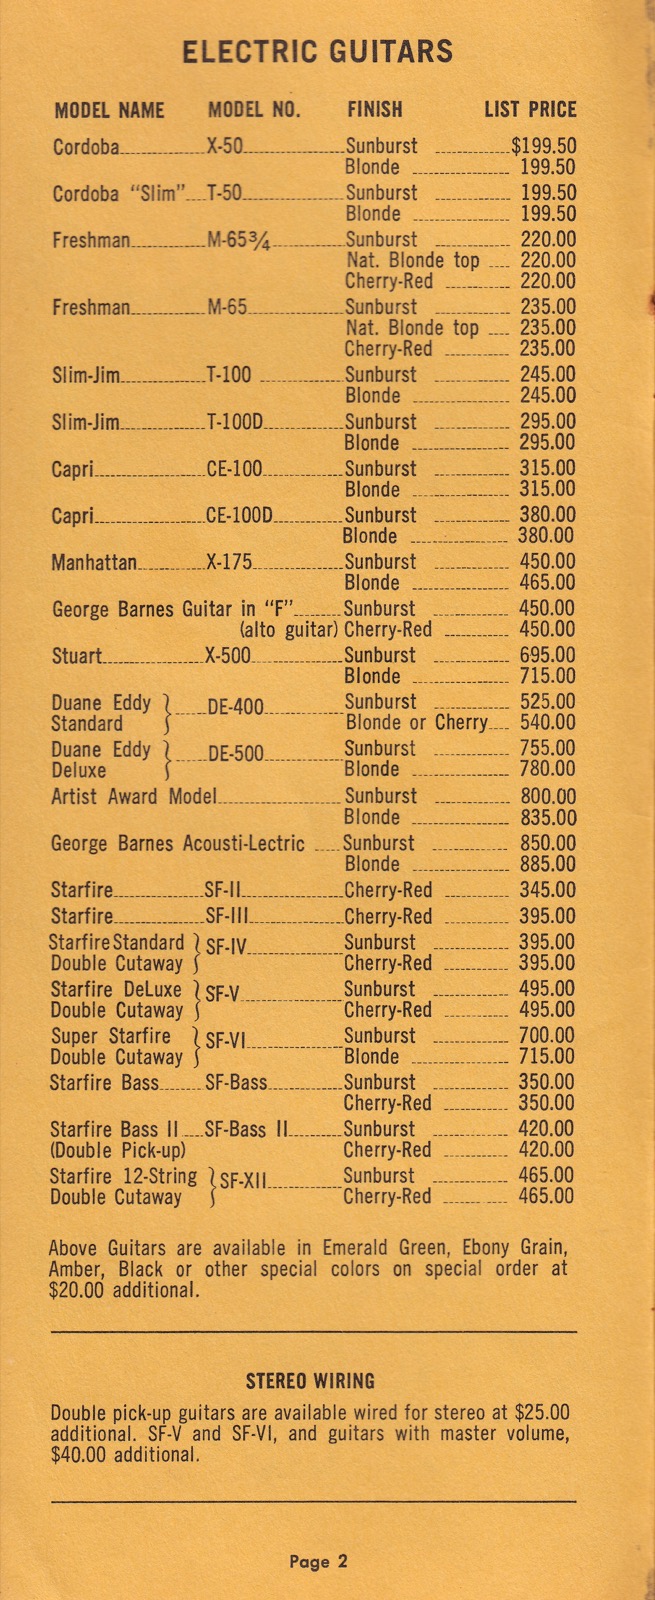 ELECTRIC GUITARS
MODEL NAME MODEL NO. FINISH LIST PRICE
Cordoba X-50 Sunburst $199.50
Blonde 199.50
Cordoba "Slim" T-50 Sunburst 199.50
Blonde 199.50
Freshman M-65¾ Sunburst 220.00
Nat. Blonde top 220.00
Cherry-Red 220.00
Freshman M-65 Sunburst 235.00
Nat. Blonde top 235.00
Cherry-Red 235.00
Slim-Jim T-100 Sunburst 245.00
Blonde 245.00
Slim-Jim T-100D Sunburst 295.00
Blonde 295.00
Capri CE-100 Sunburst 315.00
Blonde 315.00
Capri CE-100D Sunburst 380.00
Blonde 380.00
Manhattan X-175 Sunburst 450.00
Blonde 465.00
George Barnes Guitar in "F" Sunburst 450.00
(alto guitar) Cherry-Red 450.00
Stuart X-500 Sunburst 695.00
Blonde 715.00
Duane Eddy Standard DE-400 Sunburst 525.00
Blonde or Cherry 540.00
Duane Eddy Deluxe DE-500 Sunburst 755.00
Blonde 780.00
Artist Award Model Sunburst 800.00
Blonde 835.00
George Barnes Acousti-Lectric Sunburst 850.00
Blonde 885.00
Starfire SF-II Cherry-Red 345.00
Starfire SF-III Cherry-Red 395.00
Starfire Standard SF-IV Sunburst 395.00
Double Cutaway Cherry-Red 395.00
Starfire DeLuxe SF-V Sunburst 495.00
Double Cutaway Cherry-Red 495.00
Super Starfire SF-VI Sunburst 700.00
Double Cutaway Blonde 715.00
Starfire Bass SF-Bass Sunburst 350.00
Cherry-Red 350.00
Starfire Bass II SF-Bass II Sunburst 420.00
(Double Pick-up) Cherry-Red 420.00
Starfire 12-String SF-XII Sunburst 465.00
Double Cutaway Cherry-Red 465.00
Above Guitars are available in Emerald Green, Ebony Grain,
Amber, Black or other special colors on special order at
$20.00 additional.
STEREO WIRING
Double pick-up guitars are available wired for stereo at $25.00
additional. SF-V and SF-VI, and guitars with master volume,
$40.00 additional.
Page 2